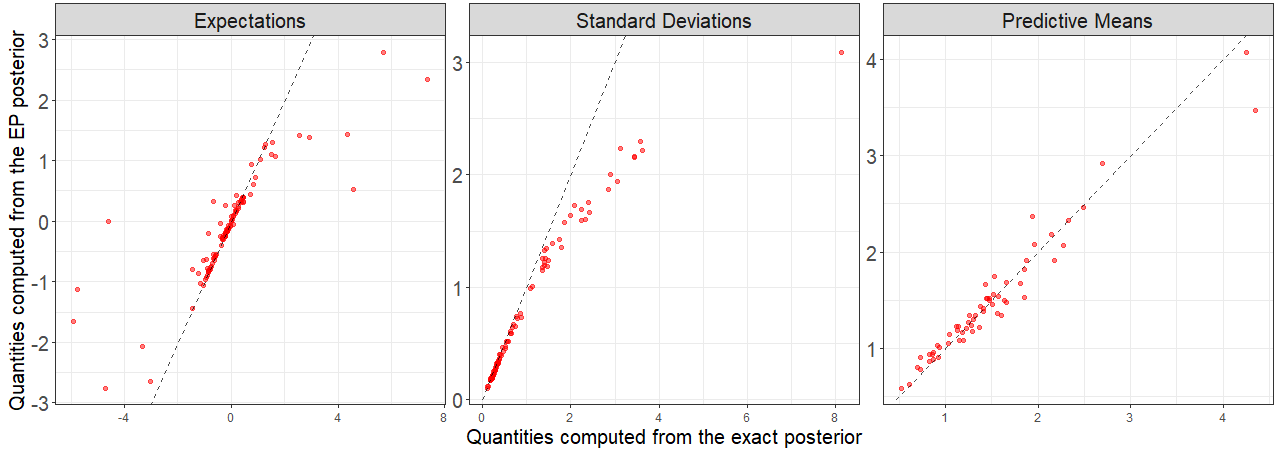 Expectations Standard Deviations Predictive Means
Quantities computed from the EP posterior
3
2
1
0
-1
-2
-3
-4 0 4 8
3
2
1
0
0 2 4 6 8
4
3
2
1
1 2 3 4
Quantities computed from the exact posterior